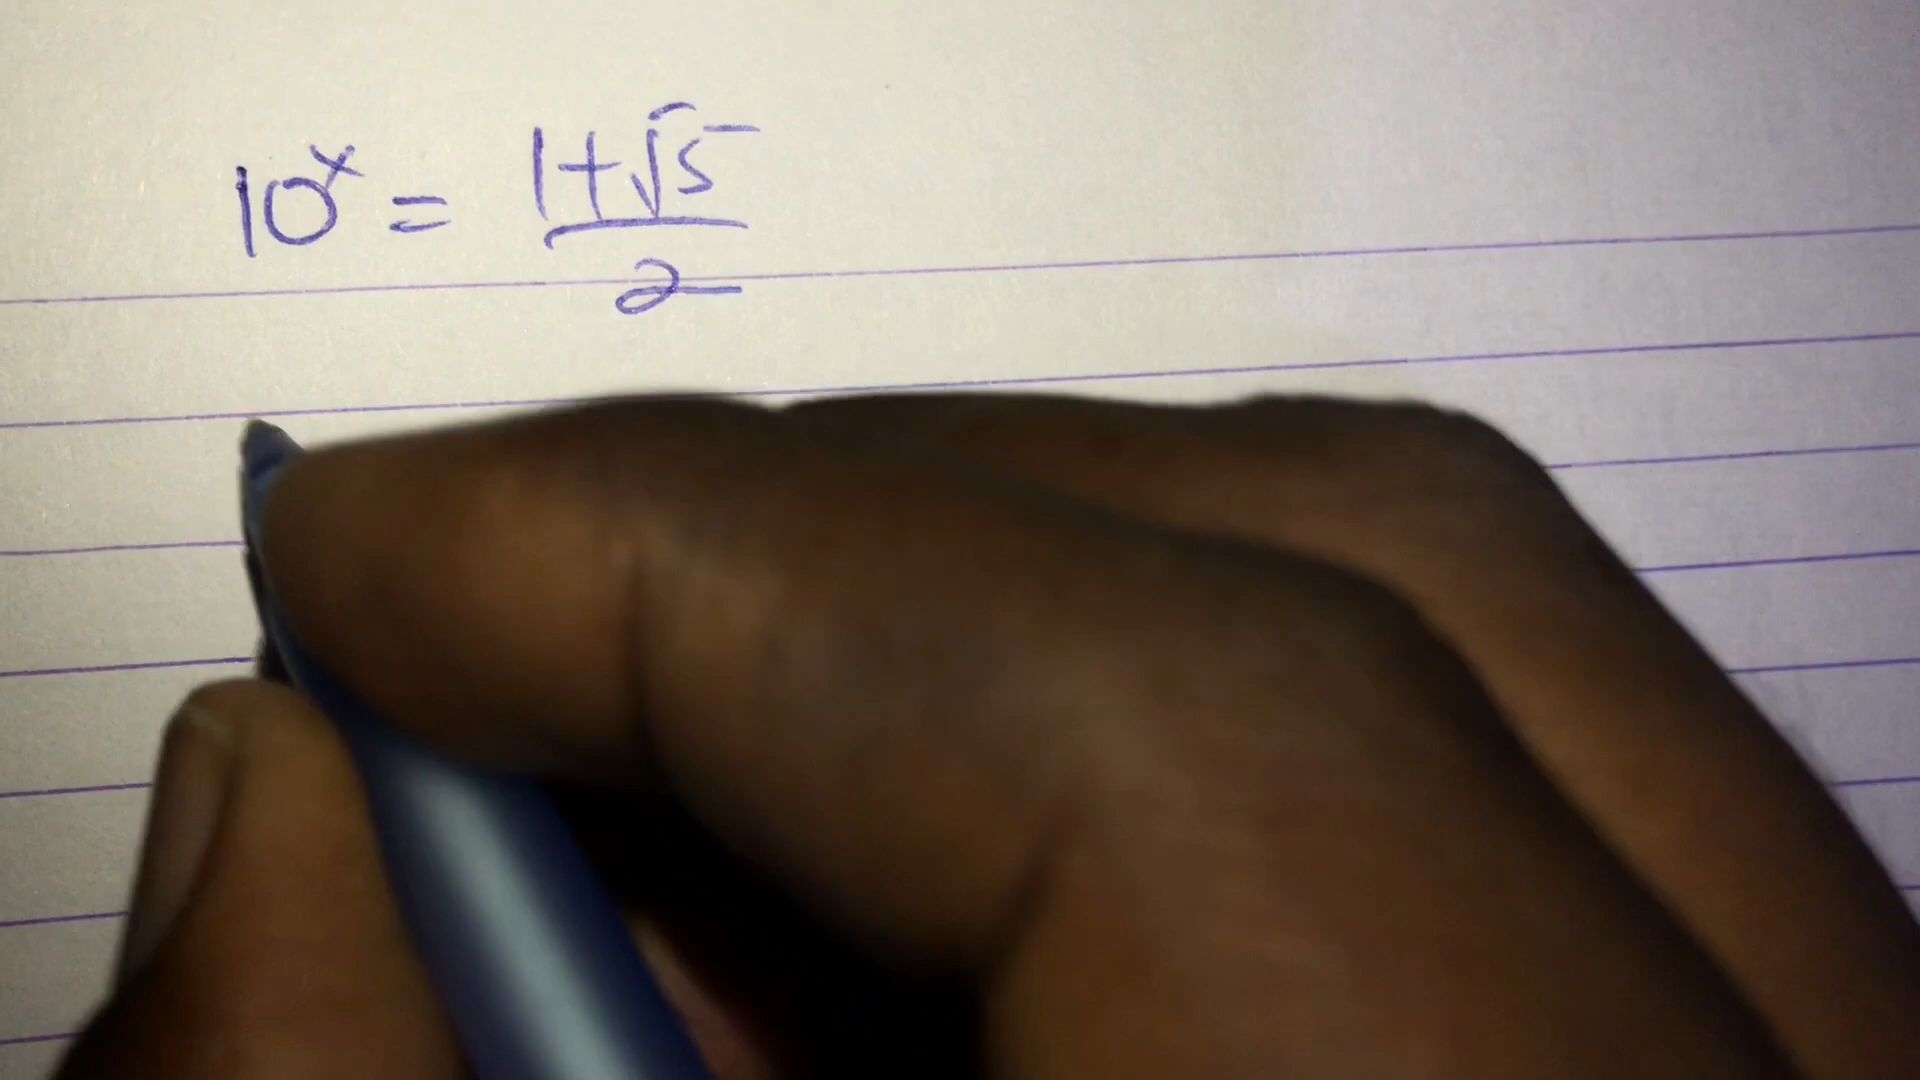 10^x = (1+√5)/2